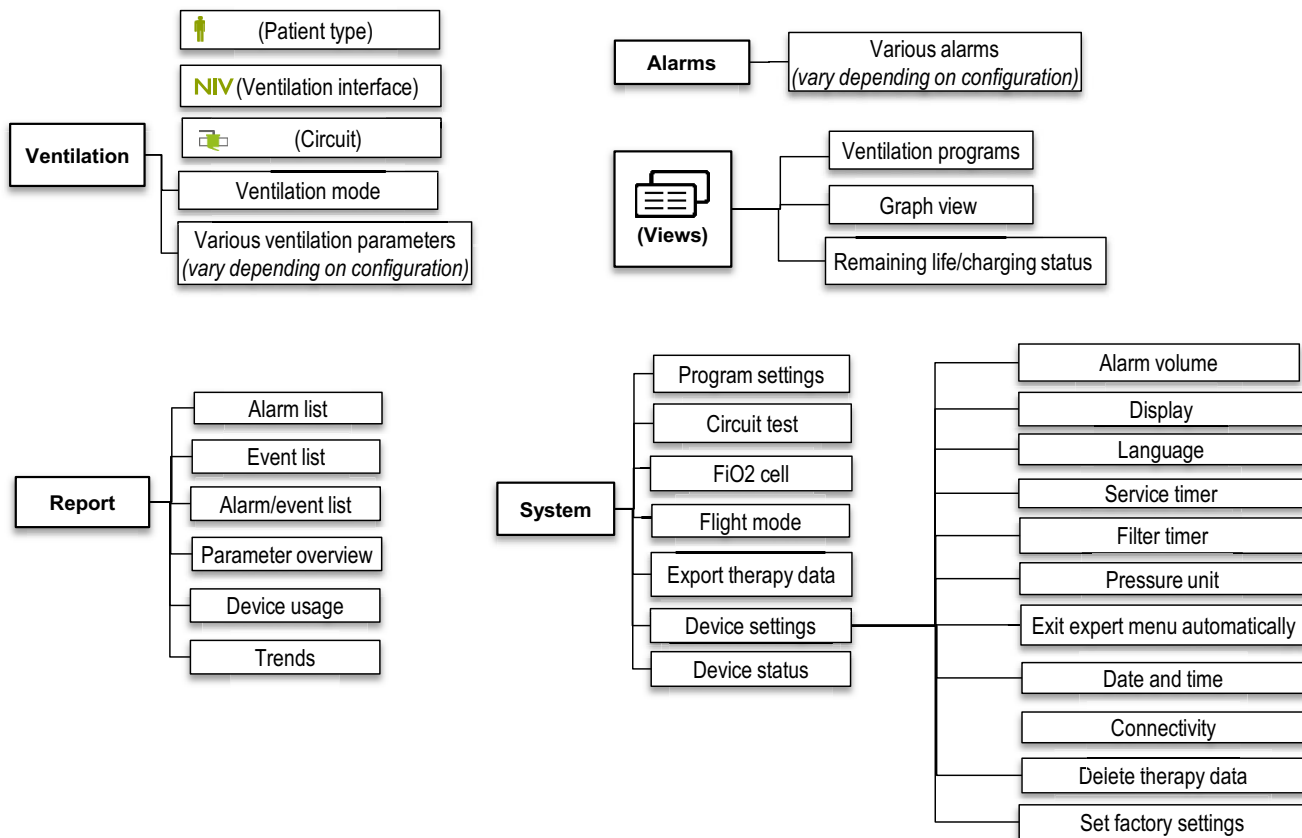 (Patient type)
NIV (Ventilation interface)
(Circuit)
Ventilation
Ventilation mode
Various ventilation parameters
(vary depending on configuration)
Alarms
Various alarms
(vary depending on configuration)
(Views)
Ventilation programs
Graph view
Remaining life/charging status
Report
Alarm list
Event list
Alarm/event list
Parameter overview
Device usage
Trends
System
Program settings
Circuit test
FiO2 cell
Flight mode
Export therapy data
Device settings
Device status
Alarm volume
Display
Language
Service timer
Filter timer
Pressure unit
Exit expert menu automatically
Date and time
Connectivity
Delete therapy data
Set factory settings